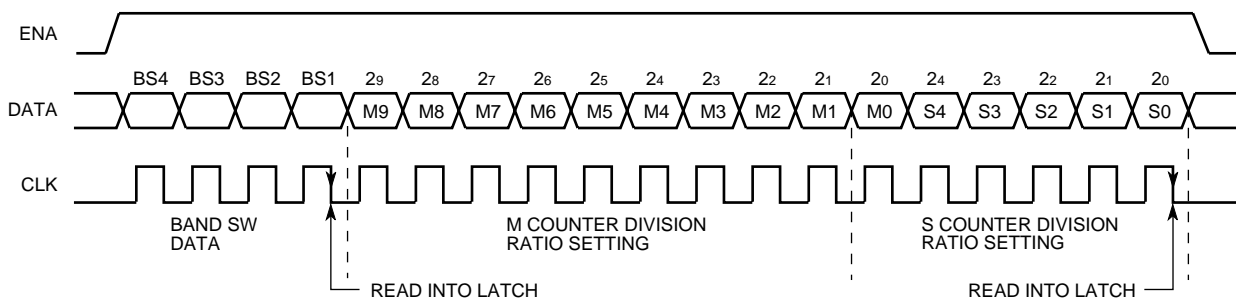 ENA
BS4 BS3 BS2 BS1 29 28 27 26 25 24 23 22 21 20 24 23 22 21 20
DATA M9 M8 M7 M6 M5 M4 M3 M2 M1 M0 S4 S3 S2 S1 S0
CLK
BAND SW
DATA
M COUNTER DIVISION
RATIO SETTING
S COUNTER DIVISION
RATIO SETTING
READ INTO LATCH
READ INTO LATCH